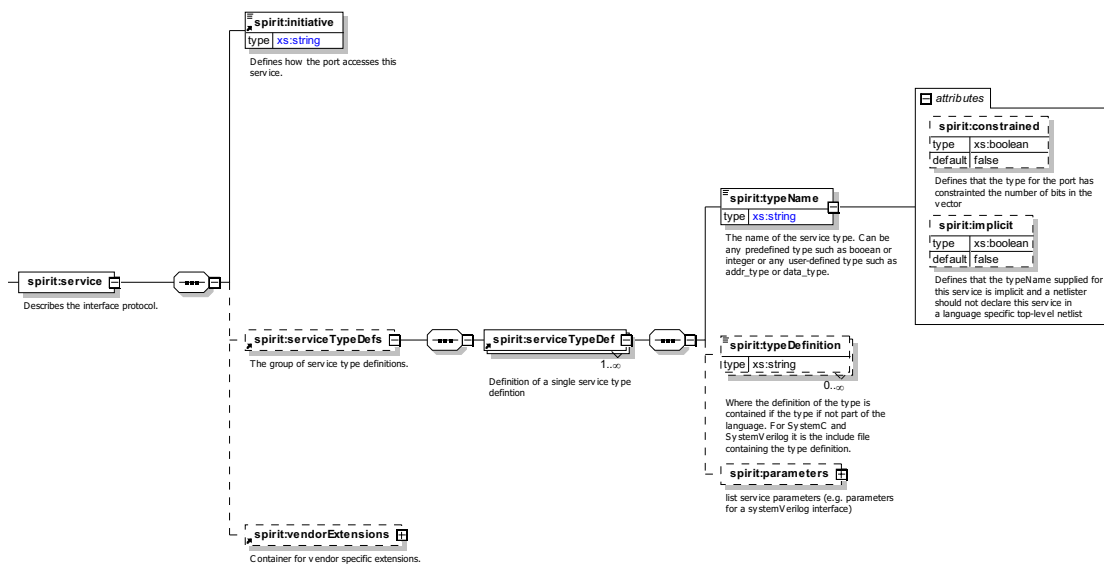 spirit:initiative
type xs:string
Defines how the port accesses this
service.
attributes
spirit:constrained
type xs:boolean
default false
Defines that the type for the port has
constrainted the number of bits in the
vector
spirit:typeName
type xs:string
The name of the service type. Can be
any predefined type such as booean or
integer or any user-defined type such as
addr_type or data_type.
spirit:implicit
type xs:boolean
default false
Defines that the typeName supplied for
this service is implicit and a netlister
should not declare this service in
a language specific top-level netlist
spirit:service
Describes the interface protocol.
spirit:serviceTypeDefs
The group of service type definitions.
spirit:serviceTypeDef
1..∞
Definition of a single service type
defintion
spirit:typeDefinition
type xs:string
0..∞
Where the definition of the type is
contained if the type if not part of the
language. For SystemC and
SystemVerilog it is the include file
containing the type definition.
spirit:parameters
list service parameters (e.g. parameters
for a systemVerilog interface)
spirit:vendorExtensions
Container for vendor specific extensions.